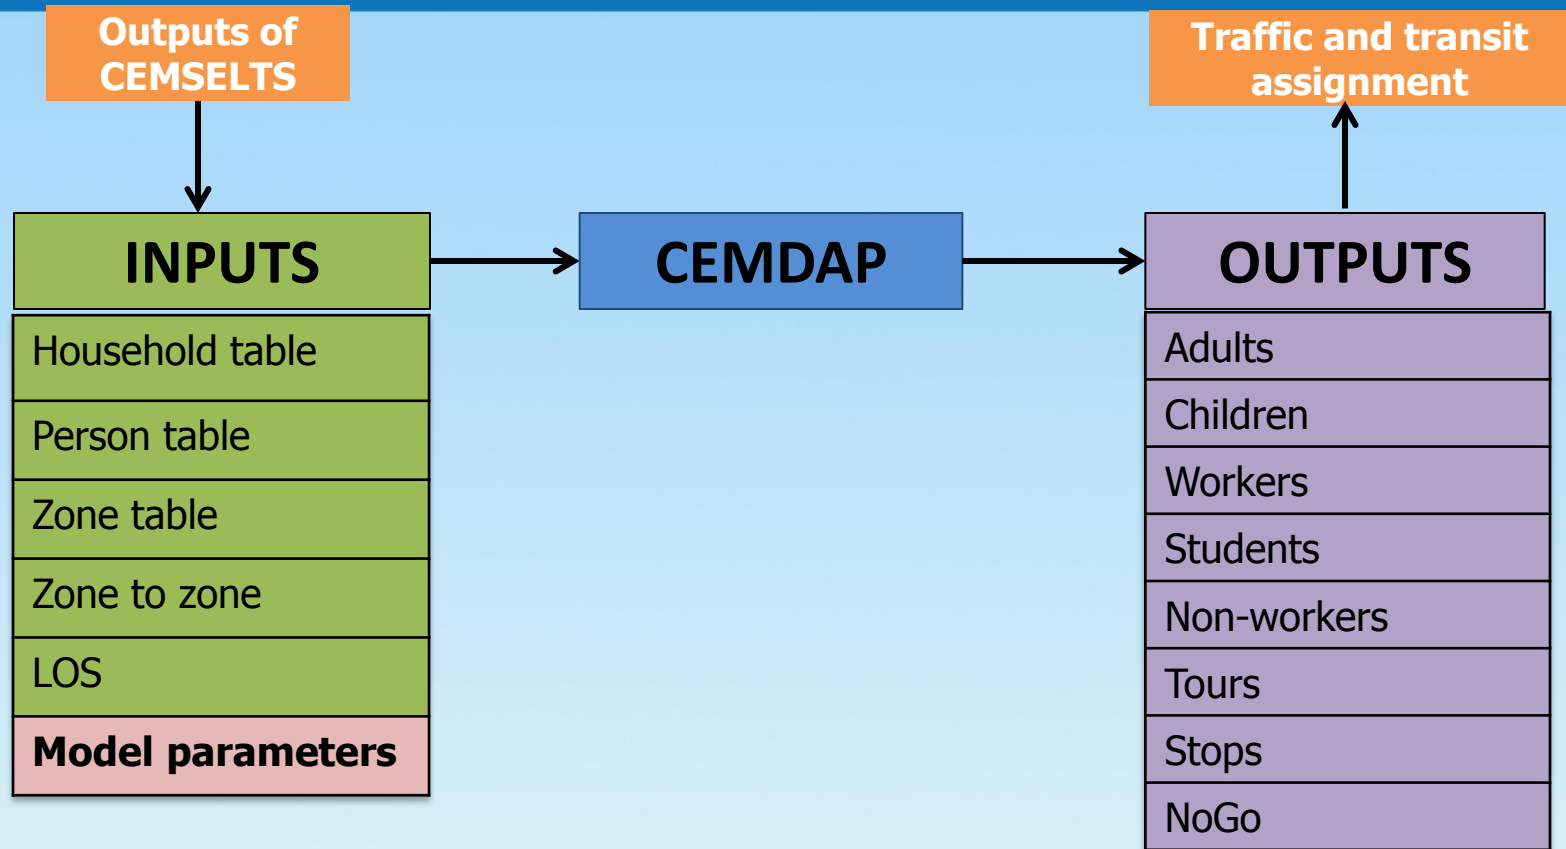 Outputs of
CEMSELTS
Traffic and transit
assignment
INPUTS
CEMDAP
OUTPUTS
Household table
Person table
Zone table
Zone to zone
LOS
Model parameters
Adults
Children
Workers
Students
Non-workers
Tours
Stops
NoGo